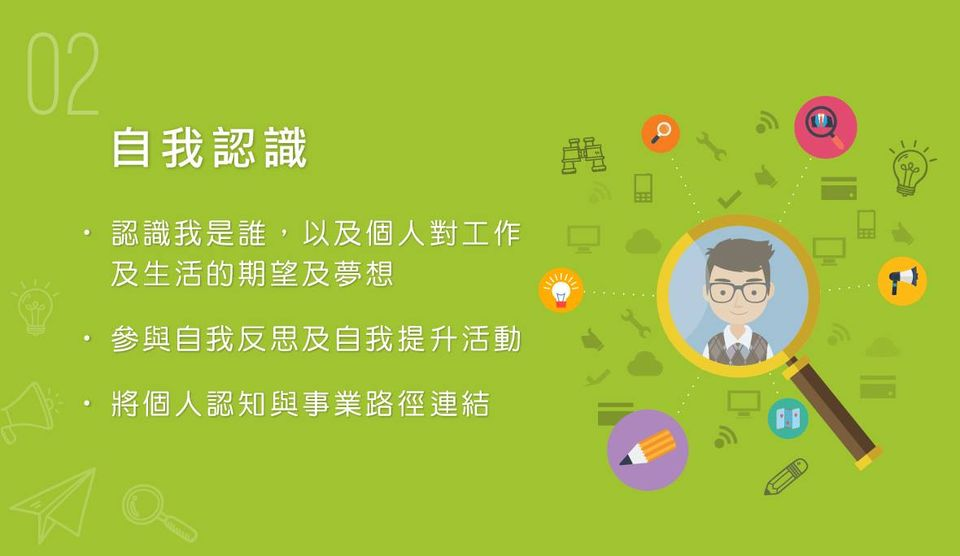 02
自我認識
• 認識我是誰，以及個人對工作
及生活的期望及夢想
• 參與自我反思及自我提升活動
• 將個人認知與事業路徑連結